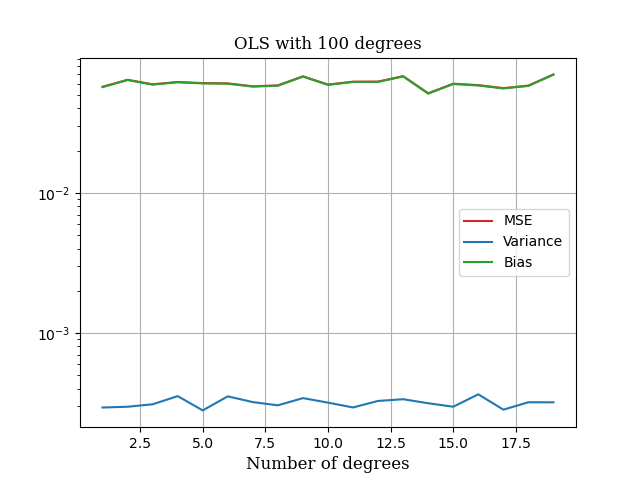 OLS with 100 degrees
10⁻²
10⁻³
MSE
Variance
Bias
2.5 5.0 7.5 10.0 12.5 15.0 17.5
Number of degrees